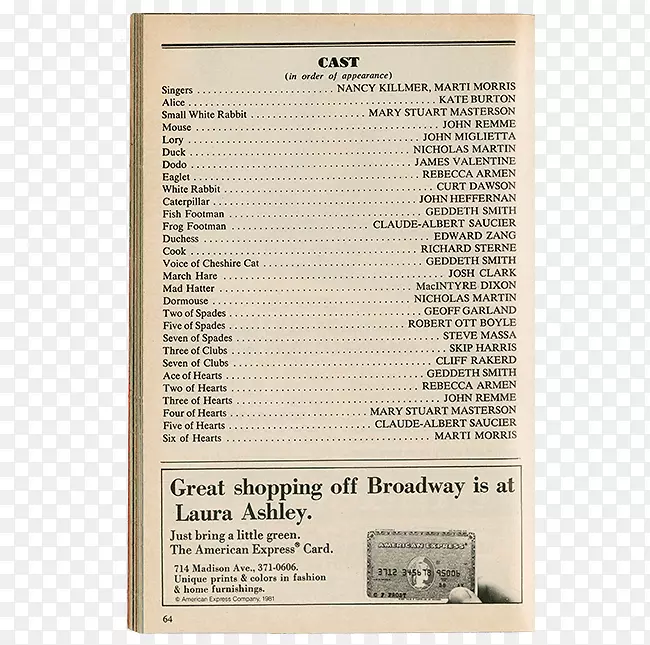 CAST
(in order of appearance)
Singers ........ NANCY KILLMER, MARTI MORRIS
Alice ........ KATE BURTON
Small White Rabbit ........ MARY STUART MASTERSON
Mouse ........ JOHN REMME
Lory ........ JOHN MIGLIETTA
Duck ........ NICHOLAS MARTIN
Dodo ........ JAMES VALENTINE
Eaglet ........ REBECCA ARMEN
White Rabbit ........ CURT DAWSON
Caterpillar ........ JOHN HEFFERNAN
Fish Footman ........ GEDDETH SMITH
Frog Footman ........ CLAUDE-ALBERT SAUCIER
Duchess ........ EDWARD ZANG
Cook ........ RICHARD STERNE
Voice of Cheshire Cat ........ GEDDETH SMITH
March Hare ........ JOSH CLARK
Mad Hatter ........ MacINTYRE DIXON
Dormouse ........ NICHOLAS MARTIN
Two of Spades ........ GEOFF GARLAND
Five of Spades ........ ROBERT OTT BOYLE
Seven of Spades ........ STEVE MASSA
Three of Clubs ........ SKIP HARRIS
Seven of Clubs ........ CLIFF RAKERD
Ace of Hearts ........ GEDDETH SMITH
Two of Hearts ........ REBECCA ARMEN
Three of Hearts ........ JOHN REMME
Four of Hearts ........ MARY STUART MASTERSON
Five of Hearts ........ CLAUDE-ALBERT SAUCIER
Six of Hearts ........ MARTI MORRIS
Great shopping off Broadway is at
Laura Ashley.
Just bring a little green.
The American Express® Card.
714 Madison Ave., 371-0606.
Unique prints & colors in fashion
& home furnishings.
© American Express Company, 1981
AMERICAN EXPRESS
3712 345678 95006
C F FROST
64